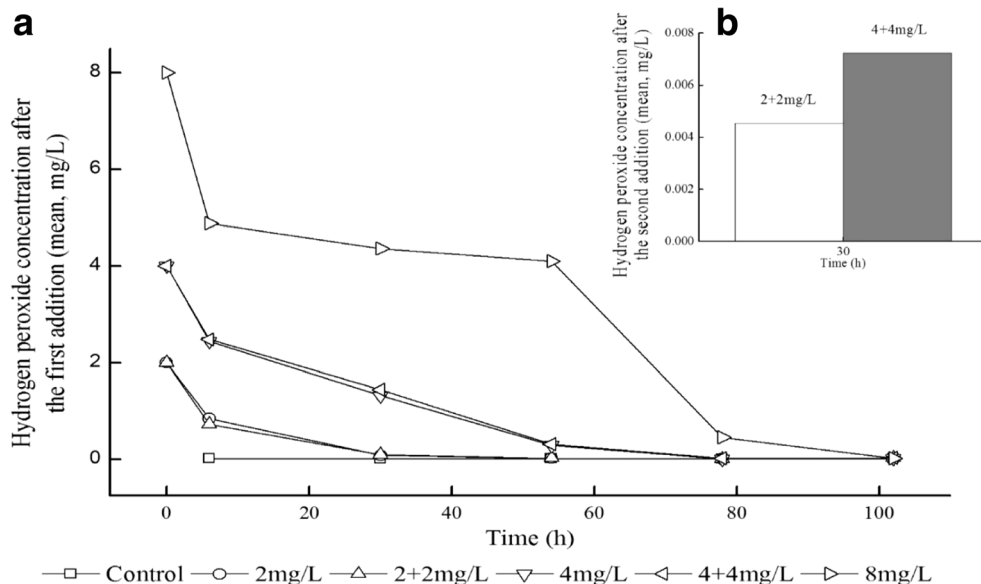 a
Hydrogen peroxide concentration after
the first addition (mean, mg/L)
8
6
4
2
0
0
20
40
60
80
100
Time (h)
b
Hydrogen peroxide concentration after
the second addition (mean, mg/L)
0.008
0.006
0.004
0.002
0.000
2+2mg/L
4+4mg/L
30
Time (h)
Control 2mg/L 2+2mg/L 4mg/L 4+4mg/L 8mg/L